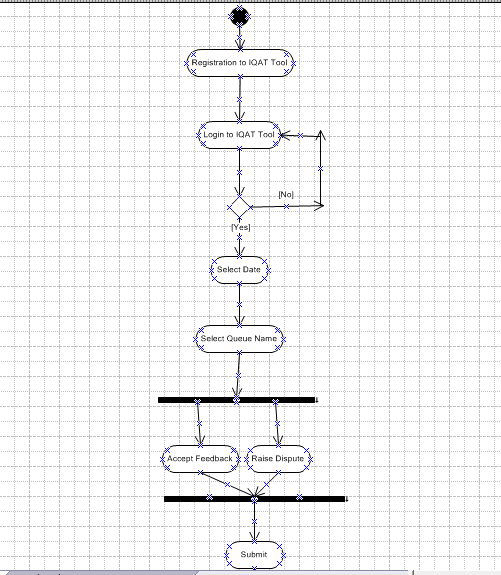 Registration to IQAT Tool
Login to IQAT Tool
[No]
[Yes]
Select Date
Select Queue Name
Accept Feedback
Raise Dispute
Submit